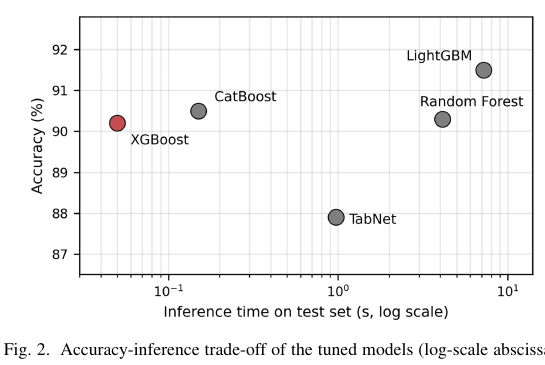 92
91
90
89
88
87
Accuracy (%)
LightGBM
CatBoost
Random Forest
XGBoost
TabNet
10⁻¹
10⁰
10¹
Inference time on test set (s, log scale)
Fig. 2. Accuracy-inference trade-off of the tuned models (log-scale